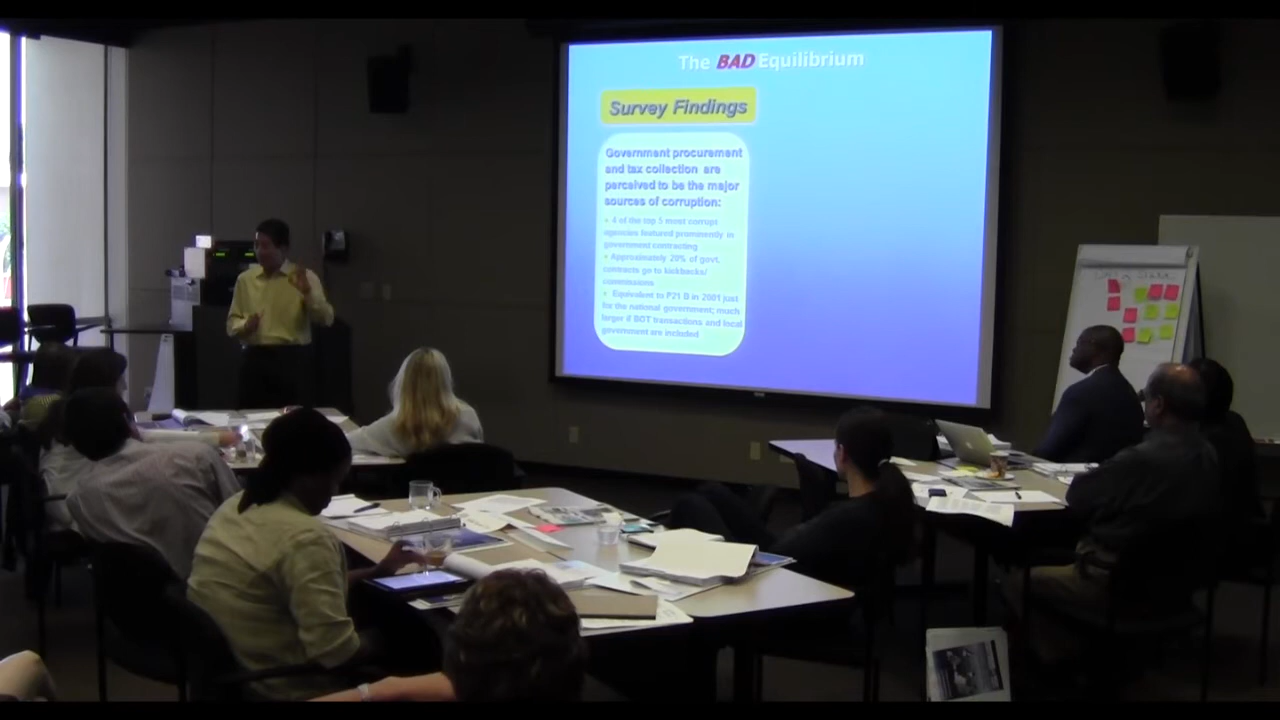 The BAD Equilibrium
Survey Findings
Government procurement
and tax collection are
perceived to be the major
sources of corruption:
• 4 of the top 5 most corrupt
agencies featured prominently in
government contracting
• Approximately 20% of govt.
contracts go to kickbacks/
commissions
• Equivalent to P21 B in 2001 just
for the national government; much
larger if BOT transactions and local
government are included